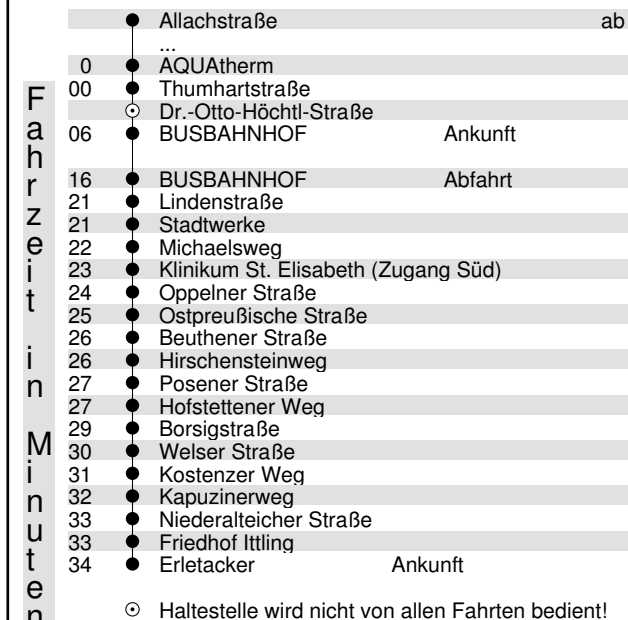 Allachstraße ab
...
0 AQUAtherm
00 Thumhartstraße
Dr.-Otto-Höchtl-Straße
06 BUSBAHNHOF Ankunft
16 BUSBAHNHOF Abfahrt
21 Lindenstraße
21 Stadtwerke
22 Michaelsweg
23 Klinikum St. Elisabeth (Zugang Süd)
24 Oppelner Straße
25 Ostpreußische Straße
26 Beuthener Straße
26 Hirschensteinweg
27 Posener Straße
27 Hofstettener Weg
29 Borsigstraße
30 Welser Straße
31 Kostenzer Weg
32 Kapuzinerweg
33 Niederalteicher Straße
33 Friedhof Ittling
34 Erletacker Ankunft
☉ Haltestelle wird nicht von allen Fahrten bedient!
Fahrzeit in Minuten